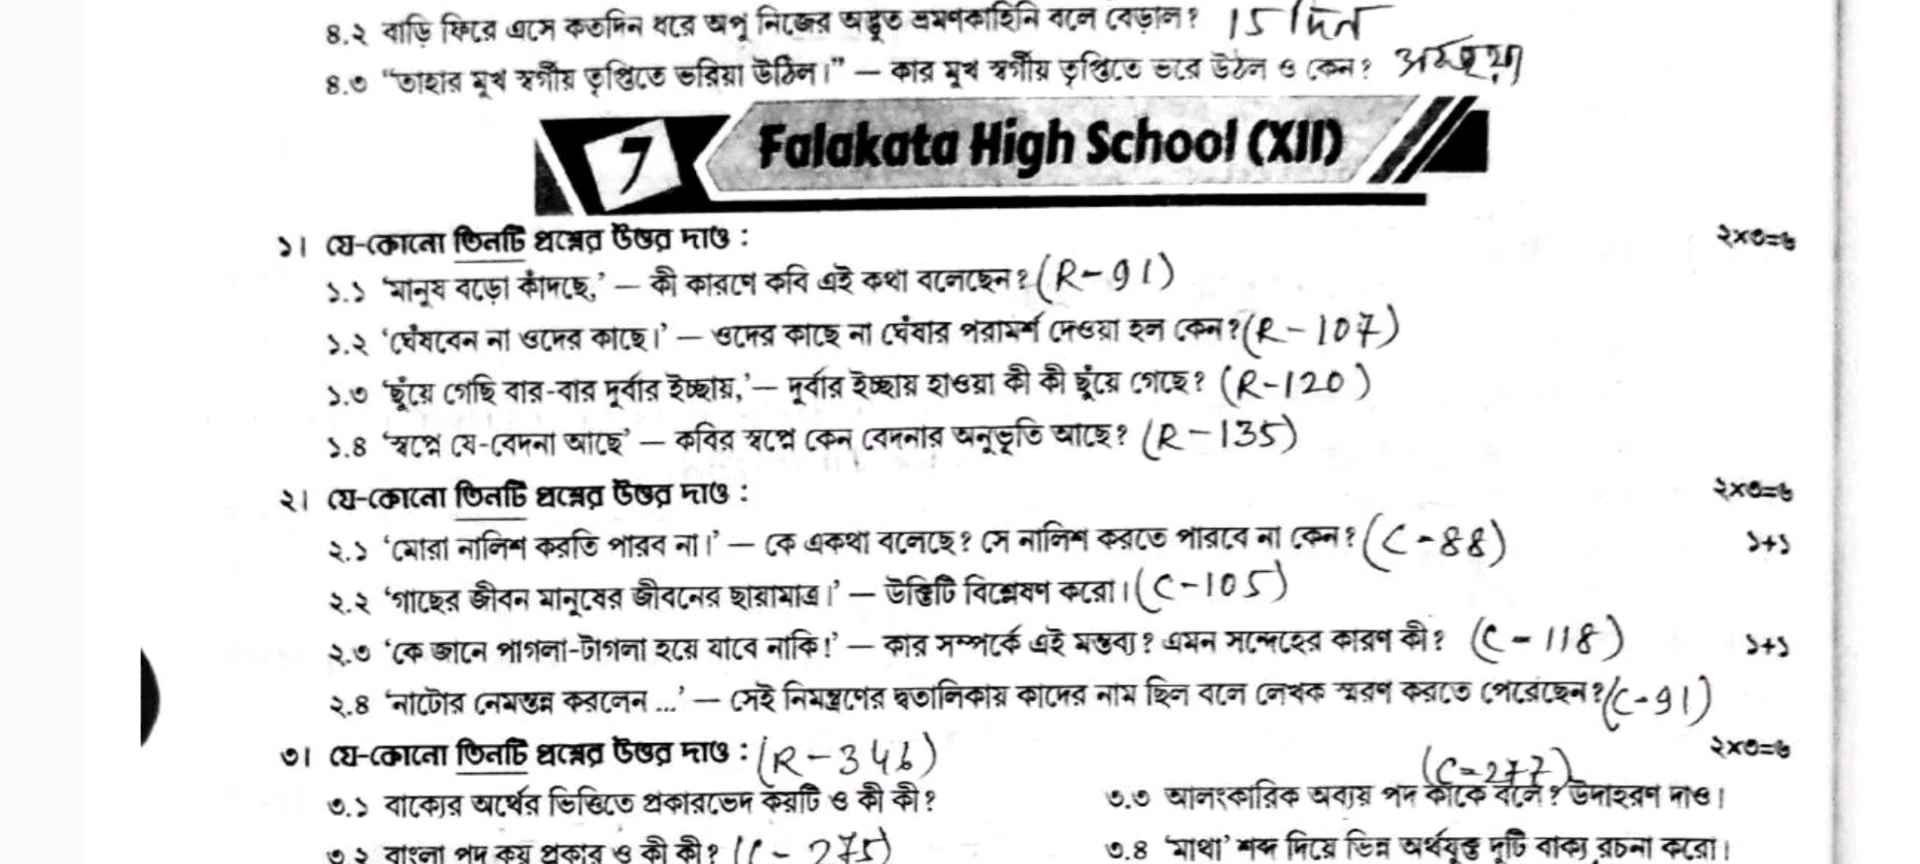 ৪.২ বাড়ি ফিরে এসে কতদিন ধরে অপু নিজের অদ্ভুত ভ্রমণকাহিনি বলে বেড়াল? 15 দিন
৪.৩ “তাহার মুখ স্বর্গীয় তৃপ্তিতে ভরিয়া উঠিল।” — কার মুখ স্বর্গীয় তৃপ্তিতে ভরে উঠল ও কেন?
7 Falakata High School (XII)
১। যে-কোনো তিনটি প্রশ্নের উত্তর দাও : ২×৩=৬
১.১ ‘মানুষ বড়ো কাঁদছে,’ — কী কারণে কবি এই কথা বলেছেন? (R-91)
১.২ ‘ঘেঁষবেন না ওদের কাছে।’ — ওদের কাছে না ঘেঁষার পরামর্শ দেওয়া হল কেন? (R-107)
১.৩ ‘ছুঁয়ে গেছি বার-বার দুর্বার ইচ্ছায়,’ — দুর্বার ইচ্ছায় হাওয়া কী কী ছুঁয়ে গেছে? (R-120)
১.৪ ‘স্বপ্নে যে-বেদনা আছে’ — কবির স্বপ্নে কেন বেদনার অনুভূতি আছে? (R-135)
২। যে-কোনো তিনটি প্রশ্নের উত্তর দাও : ২×৩=৬
২.১ ‘মোরা নালিশ করতি পারব না।’ — কে একথা বলেছে? সে নালিশ করতে পারবে না কেন? (C-88) ১+১
২.২ ‘গাছের জীবন মানুষের জীবনের ছায়ামাত্র।’ — উক্তিটি বিশ্লেষণ করো। (C-105)
২.৩ ‘কে জানে পাগলা-টাগলা হয়ে যাবে নাকি!’ — কার সম্পর্কে এই মন্তব্য? এমন সন্দেহের কারণ কী? (C-118) ১+১
২.৪ ‘নাটোর নেমন্তন্ন করলেন ...’ — সেই নিমন্ত্রণের তালিকায় কাদের নাম ছিল বলে লেখক স্মরণ করতে পেরেছেন? (C-91)
৩। যে-কোনো তিনটি প্রশ্নের উত্তর দাও : (R-346) ২×৩=৬
(C-277)
৩.১ বাক্যের অর্থের ভিত্তিতে প্রকারভেদ কয়টি ও কী কী? ৩.৩ আলংকারিক অব্যয় পদ কাকে বলে? উদাহরণ দাও।
৩.২ বাংলা পদ কয় প্রকার ও কী কী? (C-275) ৩.৪ ‘মাথা’ শব্দ দিয়ে ভিন্ন অর্থযুক্ত দুটি বাক্য রচনা করো।